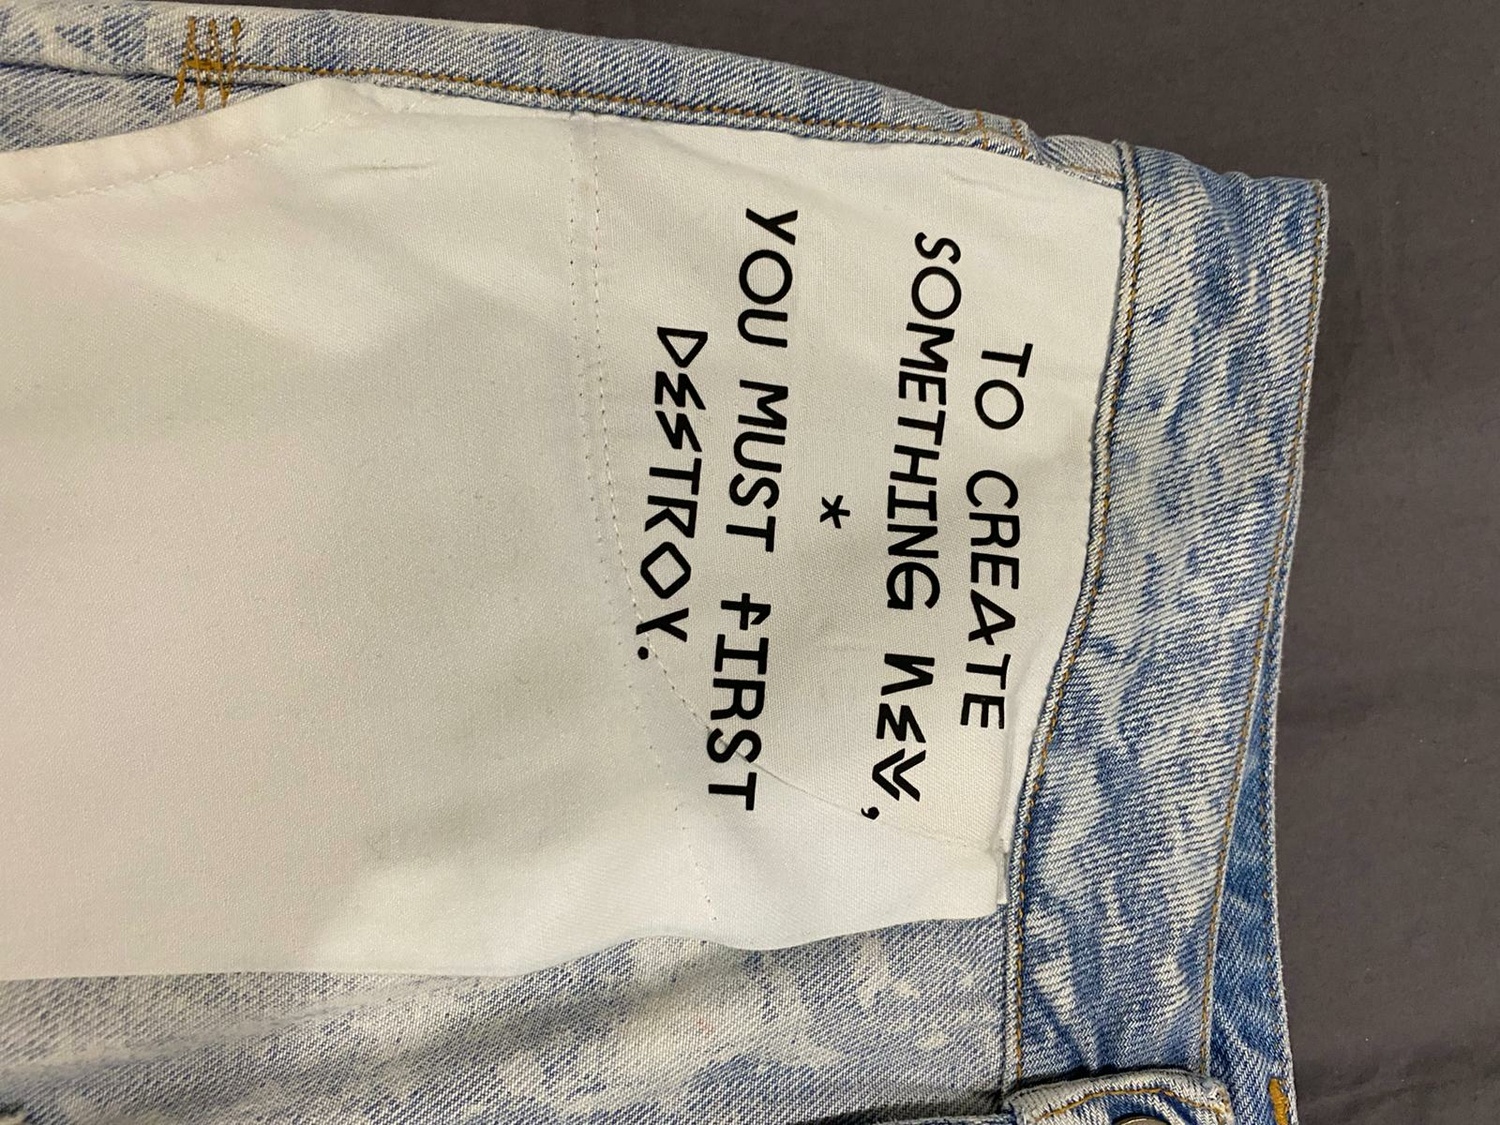 TO CREATE
SOMETHING NEW,
*
YOU MUST FIRST
DESTROY.